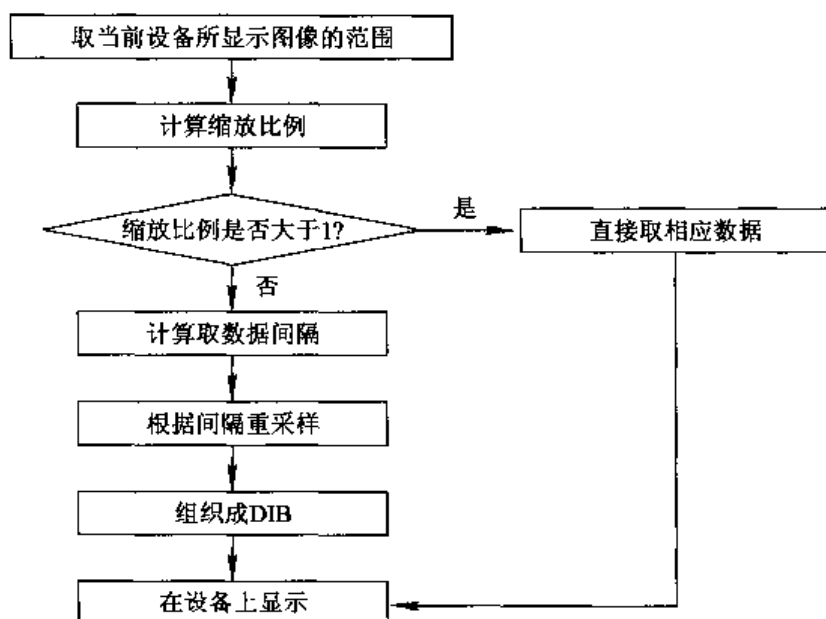 取当前设备所显示图像的范围
计算缩放比例
缩放比例是否大于1?
是
直接取相应数据
否
计算取数据间隔
根据间隔重采样
组织成DIB
在设备上显示